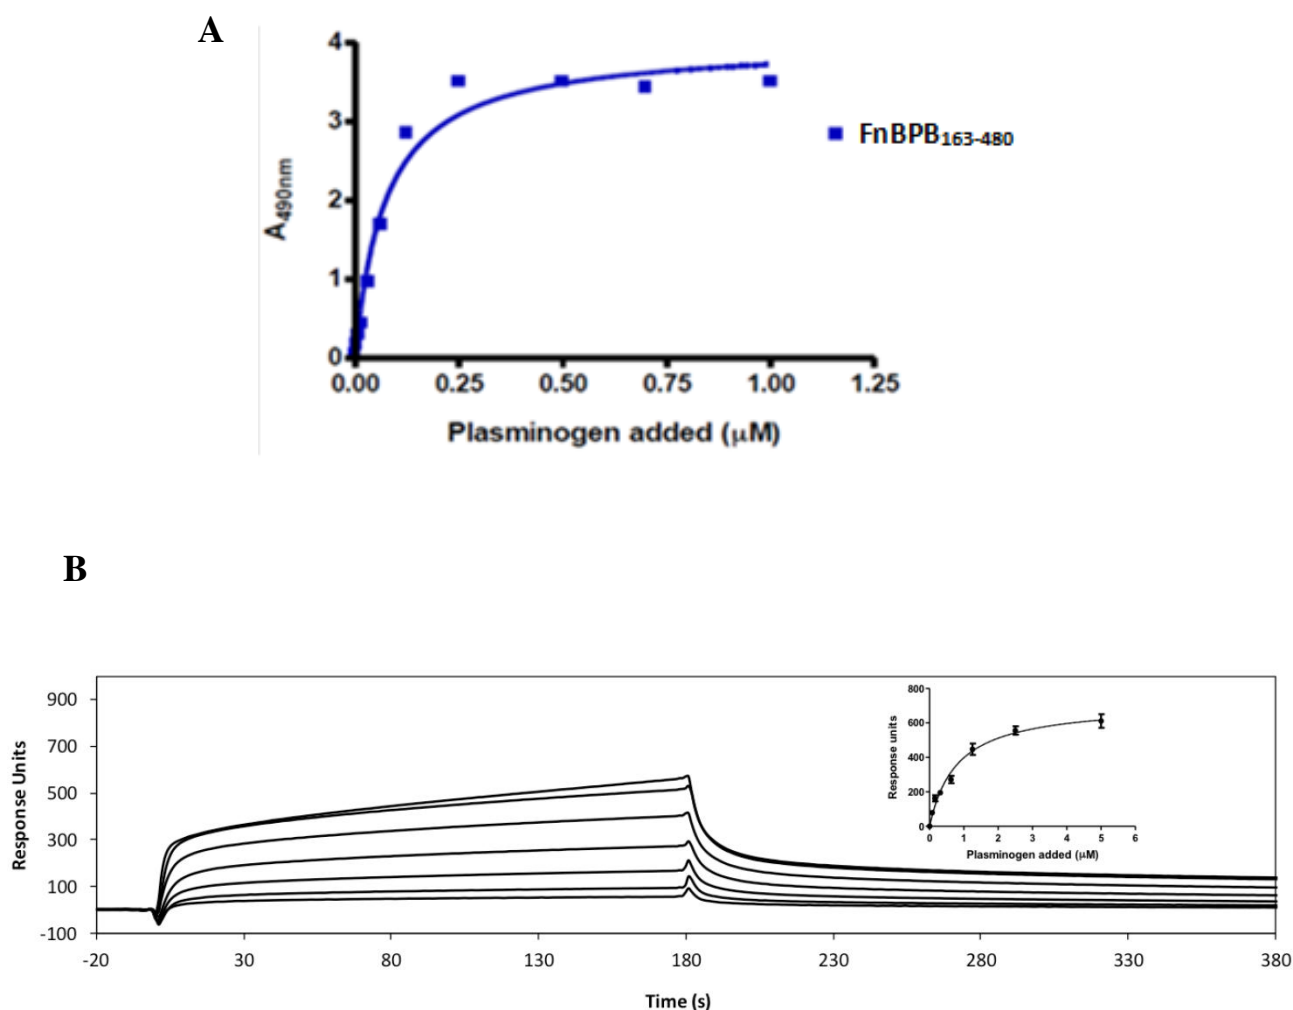 A
4
3
2
1
0
A490nm
0.00 0.25 0.50 0.75 1.00 1.25
Plasminogen added (μM)
FnBPB163-480
B
900
700
500
300
100
-100
Response Units
-20 30 80 130 180 230 280 330 380
Time (s)
800
600
400
200
0
Response units
0 1 2 3 4 5 6
Plasminogen added (μM)